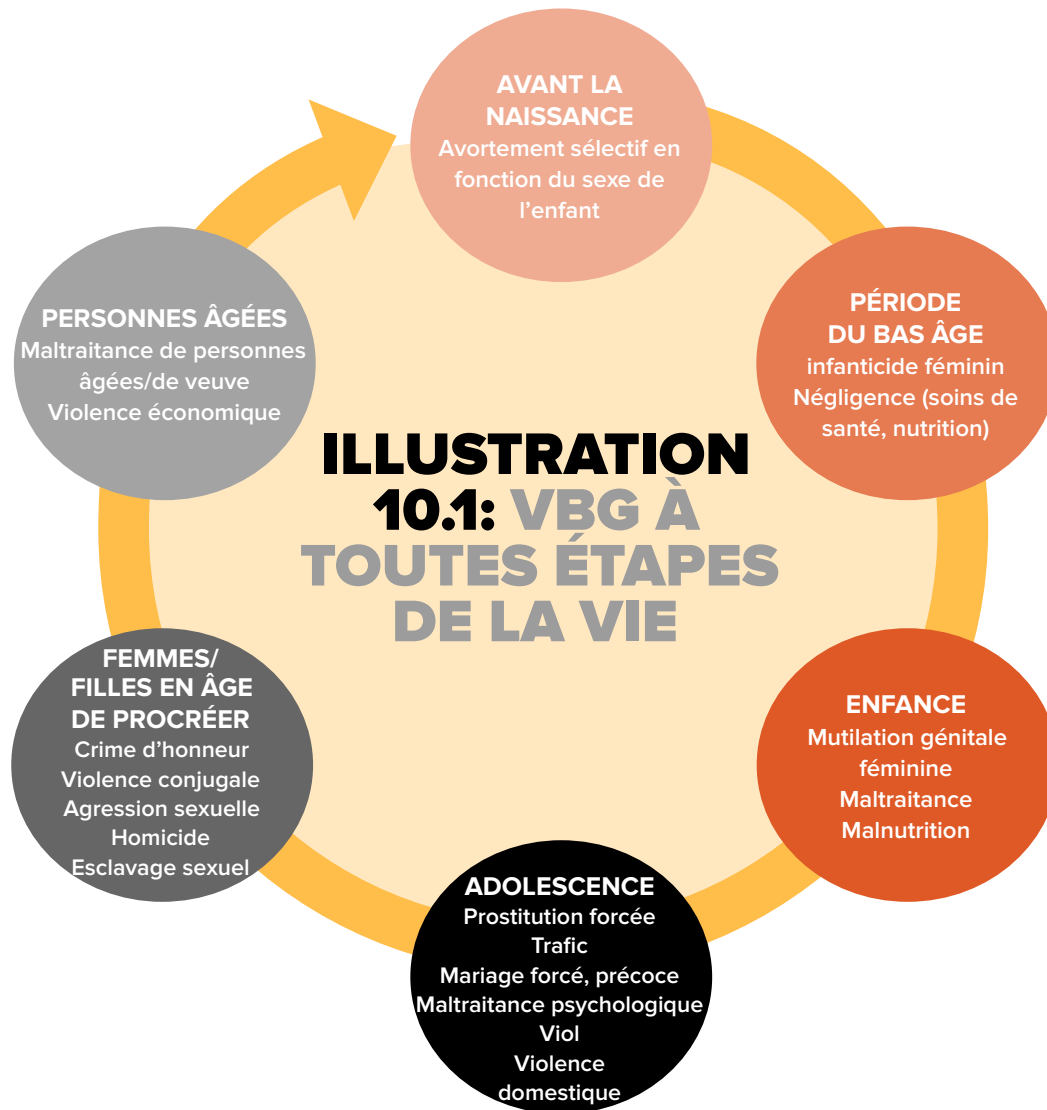 AVANT LA
NAISSANCE
Avortement sélectif en
fonction du sexe de
l’enfant
PÉRIODE
DU BAS ÂGE
infanticide féminin
Négligence (soins de
santé, nutrition)
ENFANCE
Mutilation génitale
féminine
Maltraitance
Malnutrition
ADOLESCENCE
Prostitution forcée
Trafic
Mariage forcé, précoce
Maltraitance psychologique
Viol
Violence
domestique
FEMMES/
FILLES EN ÂGE
DE PROCRÉER
Crime d’honneur
Violence conjugale
Agression sexuelle
Homicide
Esclavage sexuel
PERSONNES ÂGÉES
Maltraitance de personnes
âgées/de veuve
Violence économique
ILLUSTRATION
10.1: VBG À
TOUTES ÉTAPES
DE LA VIE